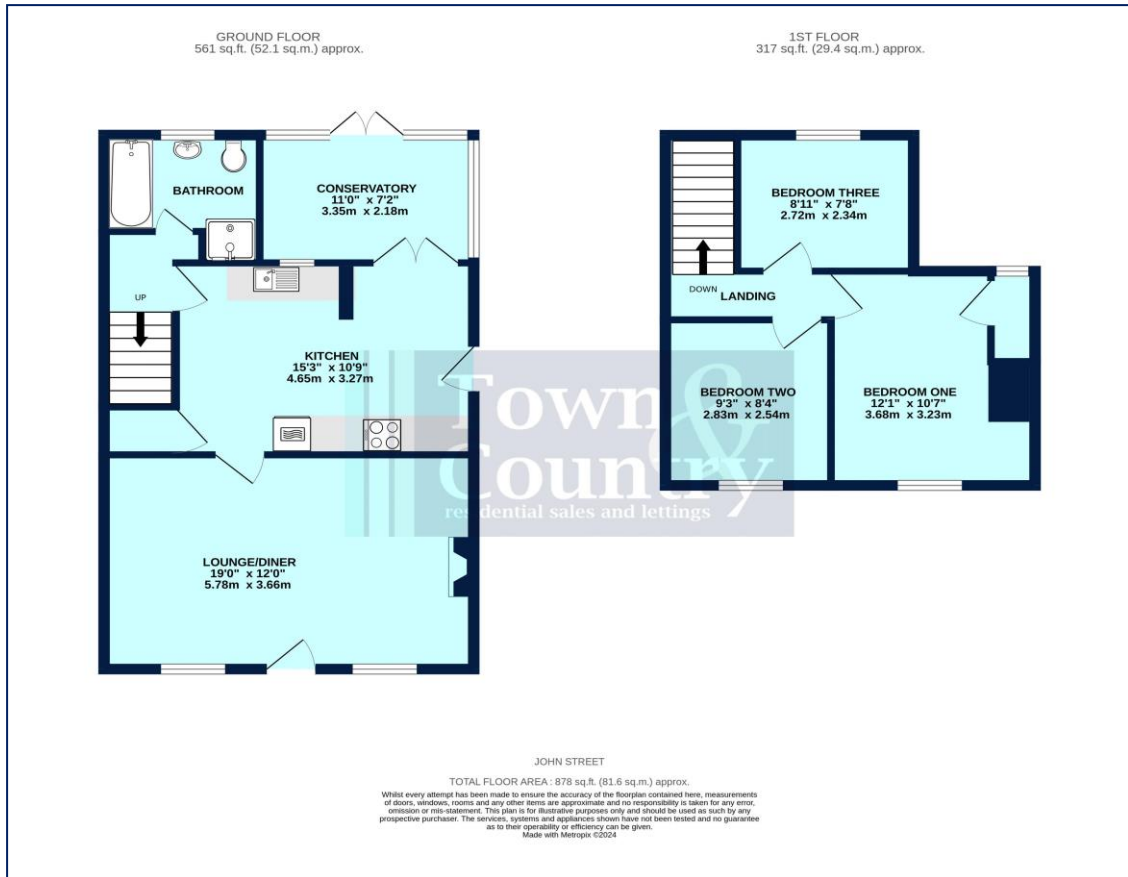 GROUND FLOOR
561 sq.ft. (52.1 sq.m.) approx.
1ST FLOOR
317 sq.ft. (29.4 sq.m.) approx.
BATHROOM
CONSERVATORY
11'0" x 7'2"
3.35m x 2.18m
UP
KITCHEN
15'3" x 10'9"
4.65m x 3.27m
LOUNGE/DINER
19'0" x 12'0"
5.78m x 3.66m
BEDROOM THREE
8'11" x 7'8"
2.72m x 2.34m
DOWN
LANDING
BEDROOM TWO
9'3" x 8'4"
2.83m x 2.54m
BEDROOM ONE
12'1" x 10'7"
3.68m x 3.23m
Town &
Country
residential sales and lettings
JOHN STREET
TOTAL FLOOR AREA : 878 sq.ft. (81.6 sq.m.) approx.
Whilst every attempt has been made to ensure the accuracy of the floorplan contained here, measurements
of doors, windows, rooms and any other items are approximate and no responsibility is taken for any error,
omission or mis-statement. This plan is for illustrative purposes only and should be used as such by any
prospective purchaser. The services, systems and appliances shown have not been tested and no guarantee
as to their operability or efficiency can be given.
Made with Metropix ©2024